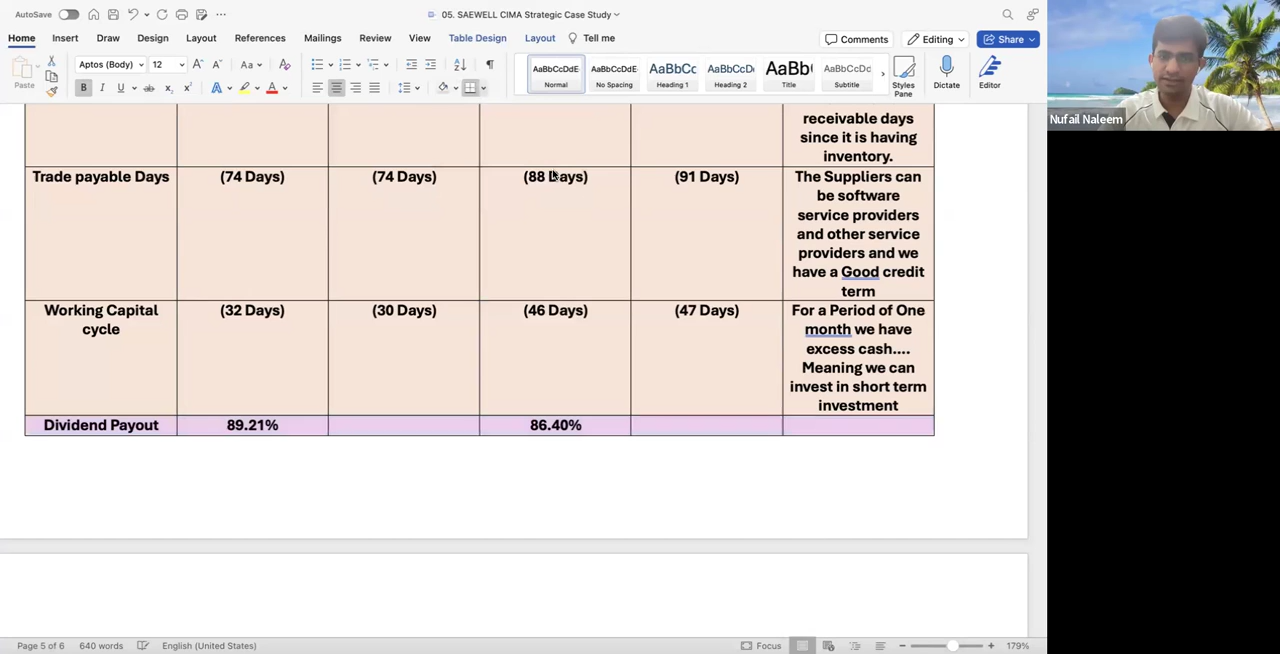 AutoSave
05. SAEWELL CIMA Strategic Case Study
Home Insert Draw Design Layout References Mailings Review View Table Design Layout Tell me
Comments Editing Share
Aptos (Body) 12
Paste
AaBbCcDdE AaBbCcDdE AaBbCc AaBbCcD AaBb AaBbCcDd
Normal No Spacing Heading 1 Heading 2 Title Subtitle
Styles Pane
Dictate
Editor
Nufail Naleem
receivable days
since it is having
inventory.
Trade payable Days (74 Days) (74 Days) (88 Days) (91 Days) The Suppliers can
be software
service providers
and other service
providers and we
have a Good credit
term
Working Capital (32 Days) (30 Days) (46 Days) (47 Days) For a Period of One
cycle month we have
excess cash....
Meaning we can
invest in short term
investment
Dividend Payout 89.21% 86.40%
Page 5 of 6 640 words English (United States) Focus 179%